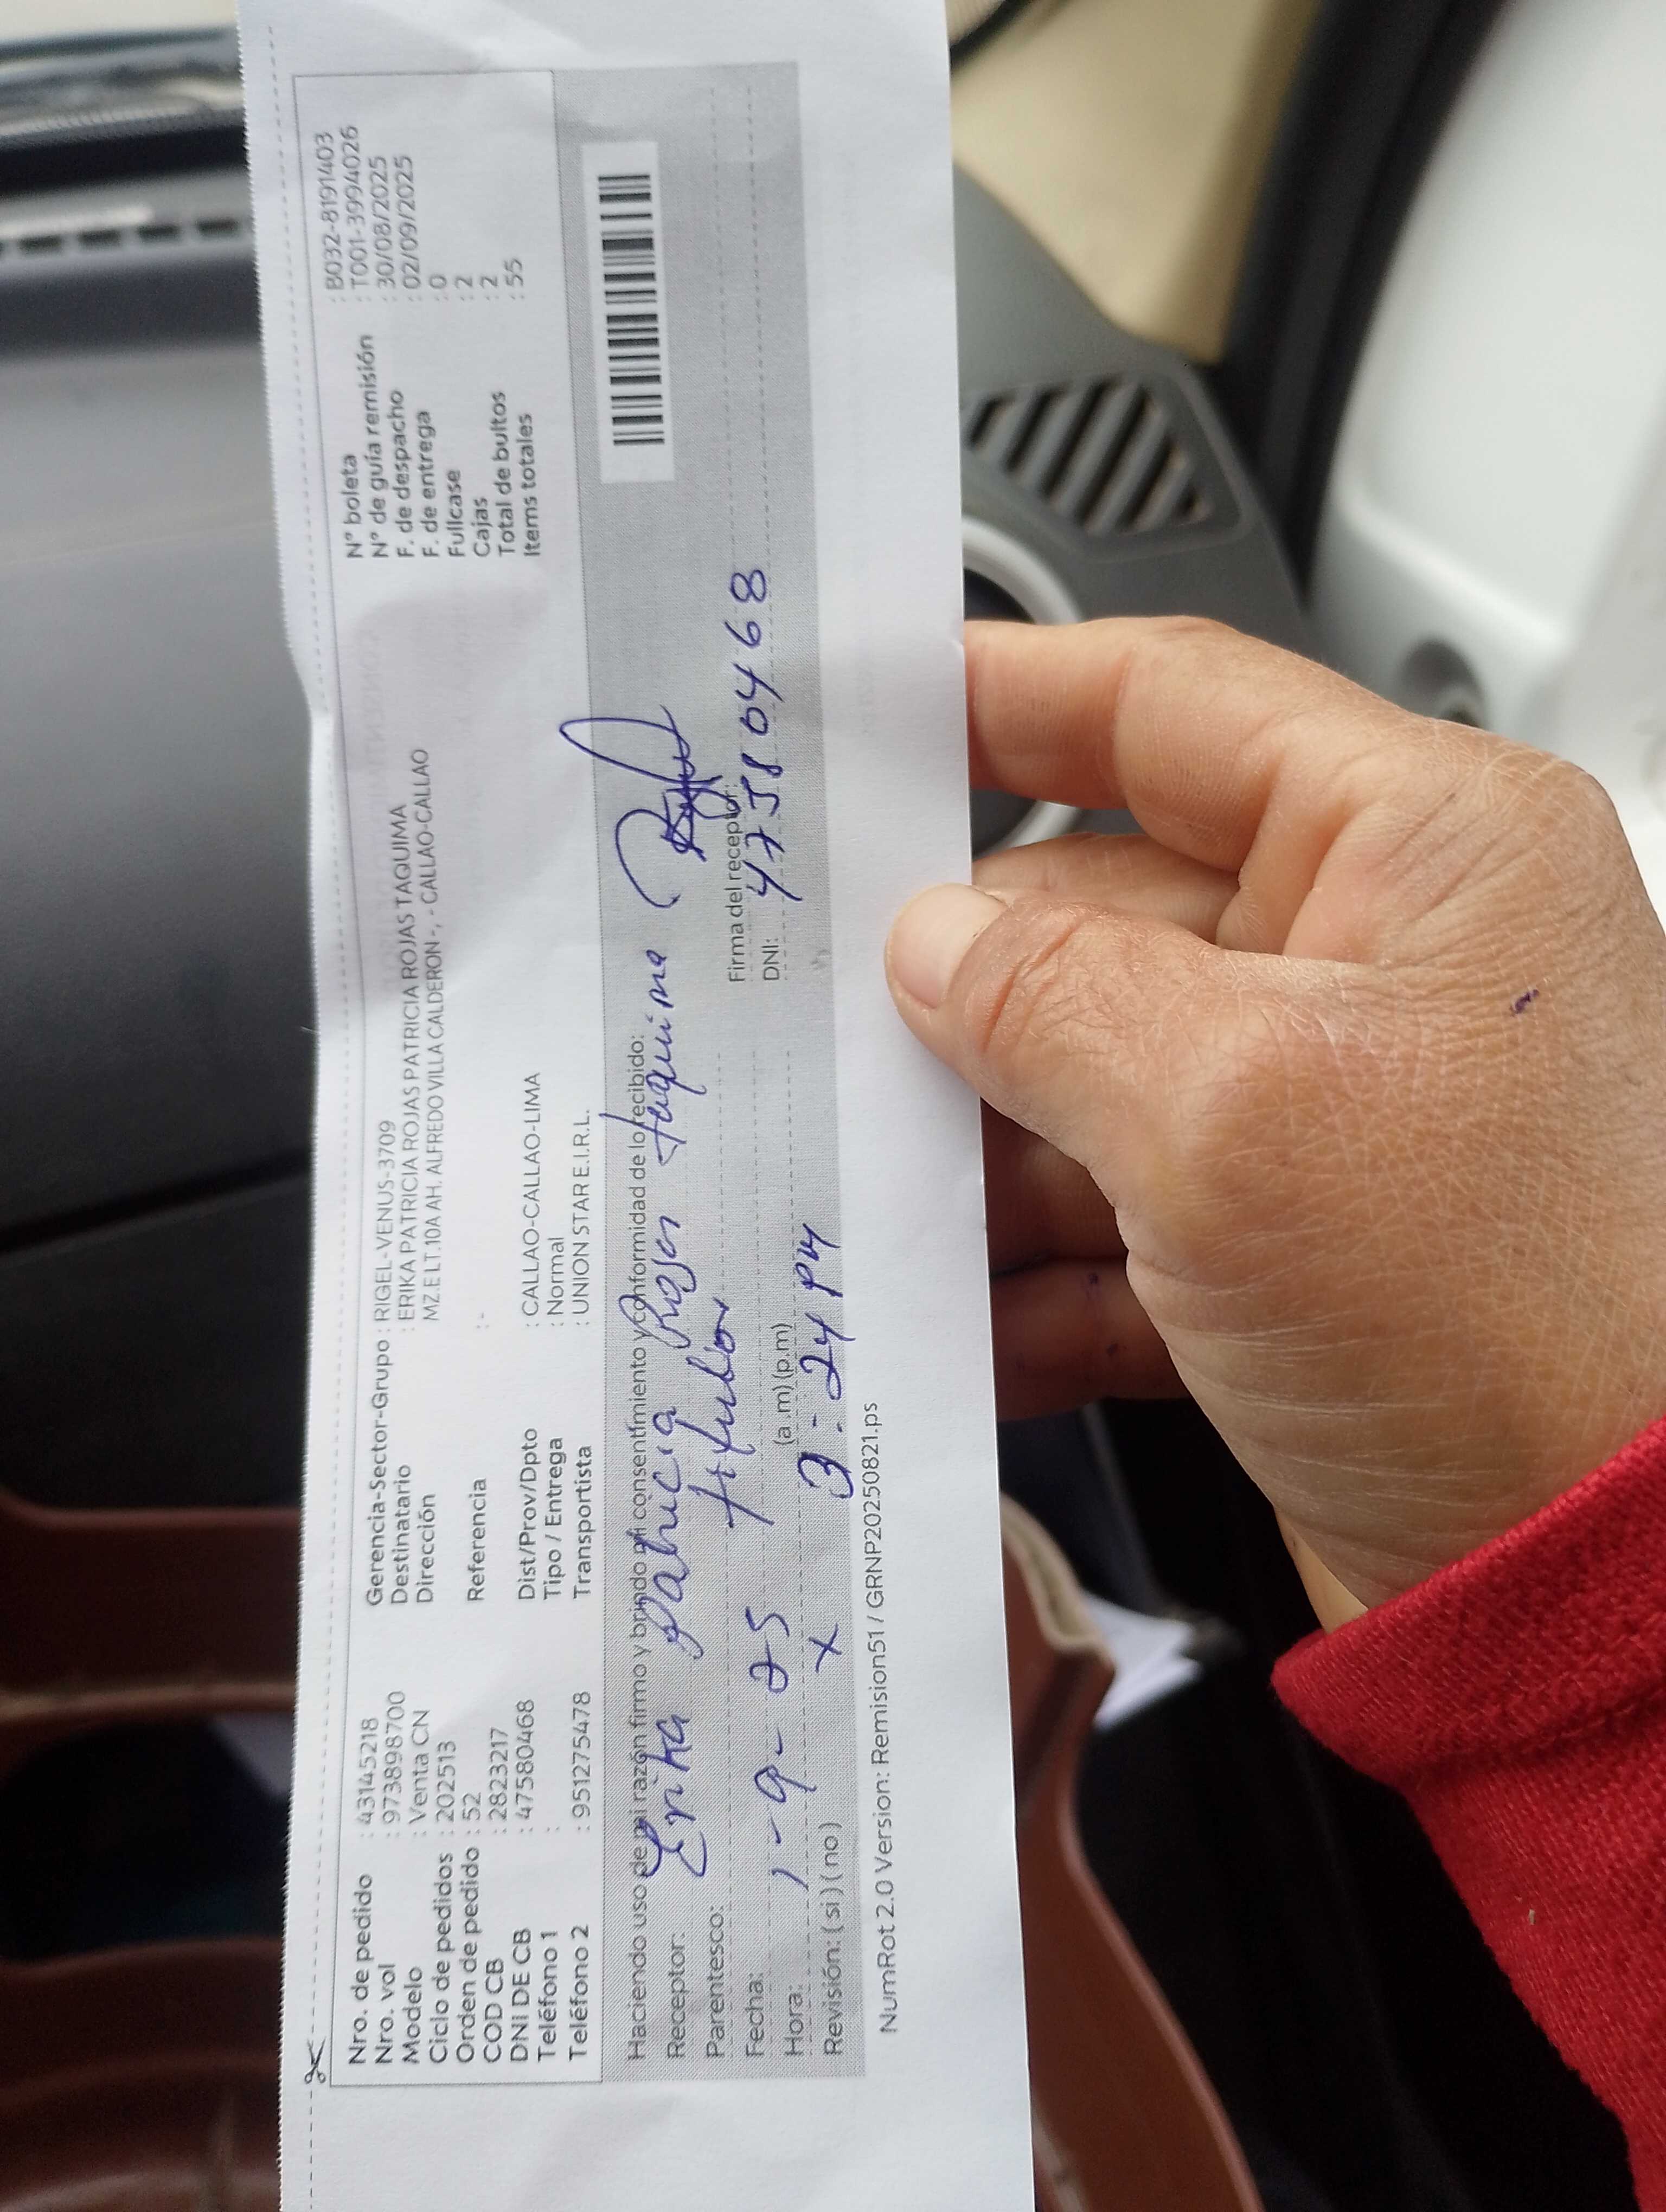 Nro. de pedido : 43145218
Nro. vol : 9738898700
Modelo : Venta CN
Ciclo de pedidos : 202513
Orden de pedido : 52
COD CB : 2823217
DNI DE CB : 47580468
Teléfono 1 :
Teléfono 2 : 951275478
Gerencia-Sector-Grupo : RIGEL-VENUS-3709
Destinatario : ERIKA PATRICIA ROJAS PATRICIA ROJAS TAQUIMA
Dirección MZ.E LT.10A AH. ALFREDO VILLA CALDERON -, - CALLAO-CALLAO
Referencia : -
Dist/Prov/Dpto : CALLAO-CALLAO-LIMA
Tipo / Entrega : Normal
Transportista : UNION STAR E.I.R.L.
N° boleta : B032-8191403
N° de guía remisión : T001-3994026
F. de despacho : 30/08/2025
F. de entrega : 02/09/2025
Fullcase : 0
Cajas : 2
Total de bultos : 2
Items totales : 55
Haciendo uso de mi razón firmo y brindo mi consentimiento y conformidad de lo recibido:
Receptor: Erika patricia Rojas taquima
Parentesco: titular
Fecha: 1-9-25
Hora: (a.m) (p.m) 3:24 PM
Revisión: ( si ) ( no ) X
Firma del receptor:
DNI: 47580468
NumRot 2.0 Version: Remision51 / GRNP20250821.ps